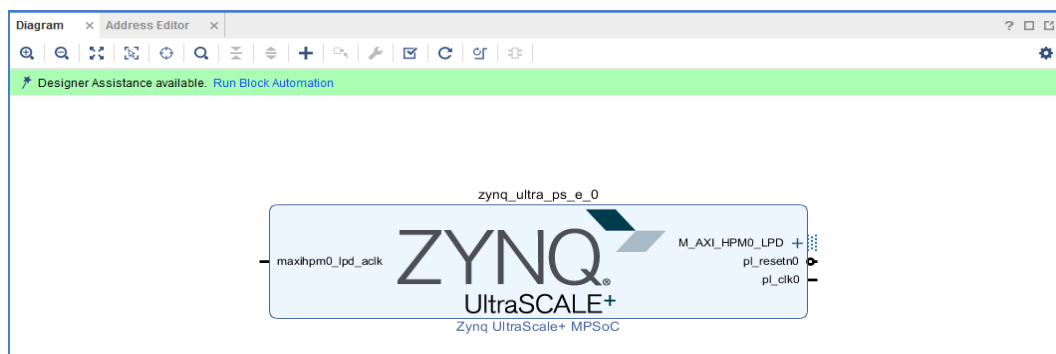 Diagram × Address Editor ×
Designer Assistance available. Run Block Automation
zynq_ultra_ps_e_0
maxihpm0_lpd_aclk
ZYNQ®
UltraSCALE+
M_AXI_HPM0_LPD
pl_resetn0
pl_clk0
Zynq UltraScale+ MPSoC